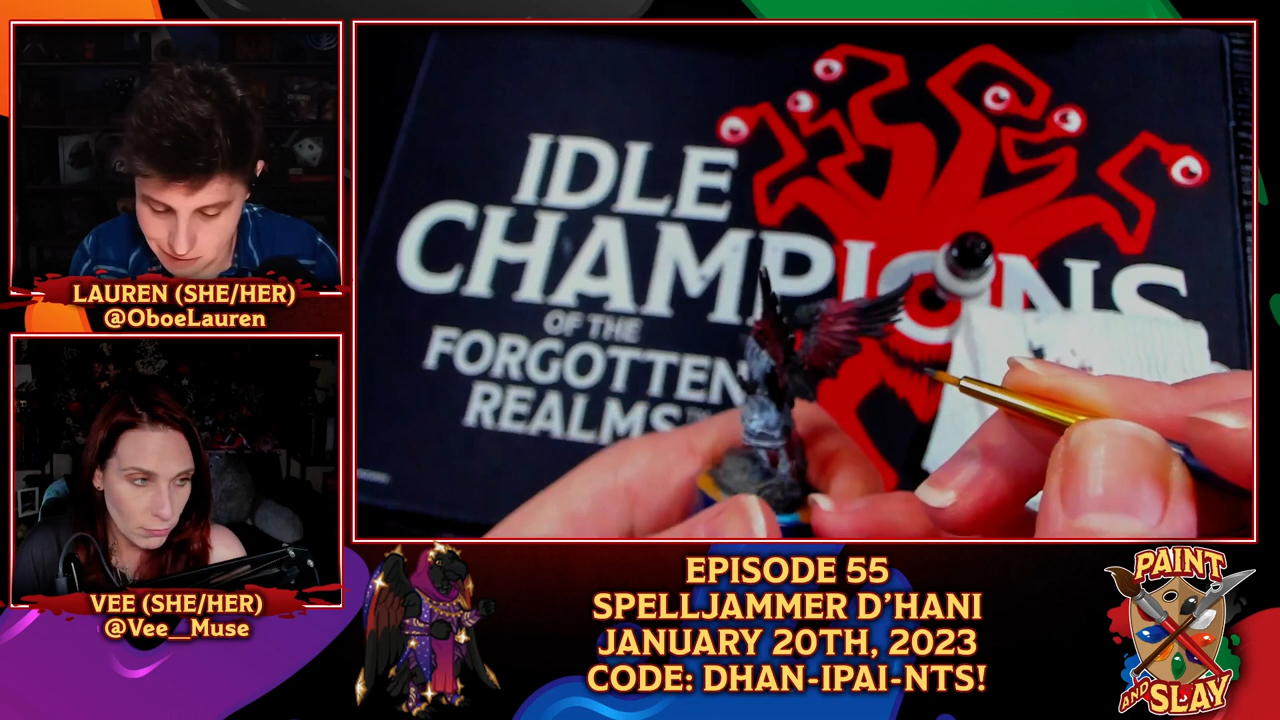 LAUREN (SHE/HER)
@OboeLauren
VEE (SHE/HER)
@Vee__Muse
IDLE
CHAMPIONS
OF THE
FORGOTTEN
REALMS
EPISODE 55
SPELLJAMMER D'HANI
JANUARY 20TH, 2023
CODE: DHAN-IPAI-NTS!
PAINT
AND SLAY